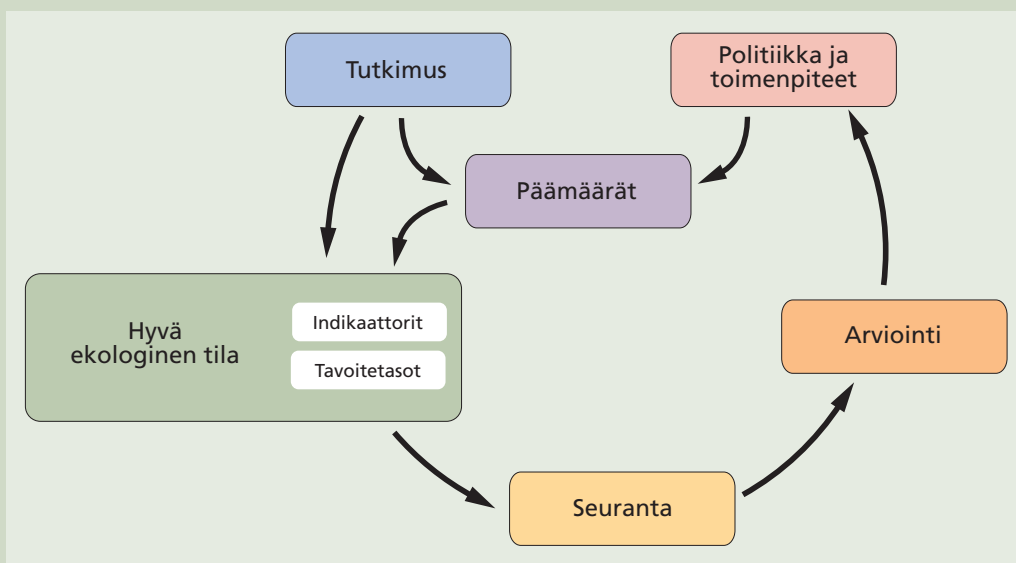 Tutkimus
Politiikka ja
toimenpiteet
Päämäärät
Hyvä
ekologinen tila
Indikaattorit
Tavoitetasot
Arviointi
Seuranta